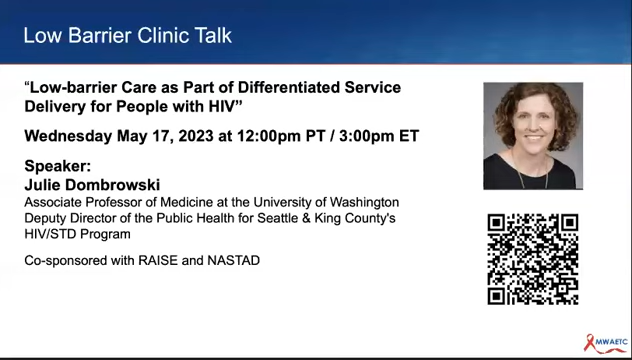 Low Barrier Clinic Talk
“Low-barrier Care as Part of Differentiated Service
Delivery for People with HIV”
Wednesday May 17, 2023 at 12:00pm PT / 3:00pm ET
Speaker:
Julie Dombrowski
Associate Professor of Medicine at the University of Washington
Deputy Director of the Public Health for Seattle & King County's
HIV/STD Program
Co-sponsored with RAISE and NASTAD
MWAETC